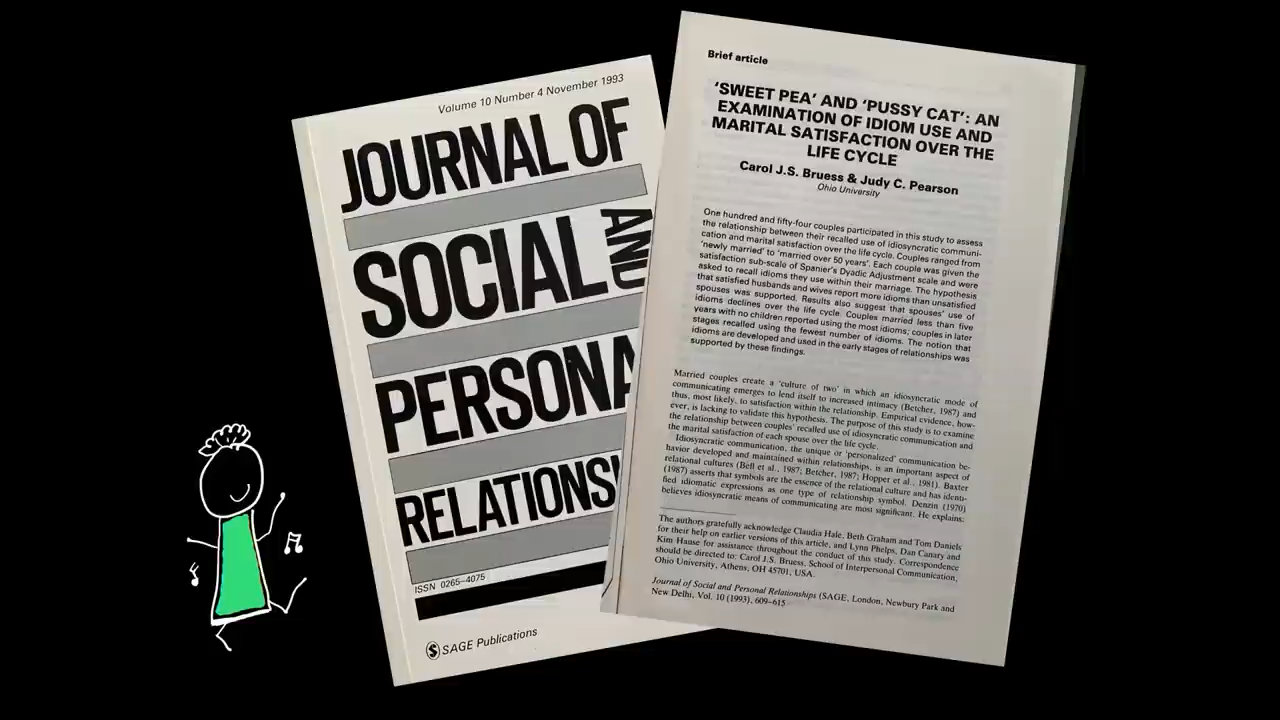 Volume 10 Number 4 November 1993
JOURNAL OF
SOCIAL AND
PERSONA
RELATIONS
ISSN 0265-4075
SAGE Publications
Brief article
‘SWEET PEA’ AND ‘PUSSY CAT’: AN
EXAMINATION OF IDIOM USE AND
MARITAL SATISFACTION OVER THE
LIFE CYCLE
Carol J.S. Bruess & Judy C. Pearson
Ohio University
One hundred and fifty-four couples participated in this study to assess
the relationship between their recalled use of idiosyncratic communi-
cation and marital satisfaction over the life cycle. Couples ranged from
‘newly married’ to ‘married over 50 years’. Each couple was given the
satisfaction sub-scale of Spanier's Dyadic Adjustment scale and were
asked to recall idioms they use within their marriage. The hypothesis
that satisfied husbands and wives report more idioms than unsatisfied
spouses was supported. Results also suggest that spouses' use of
idioms declines over the life cycle. Couples married less than five
years with no children reported using the most idioms; couples in later
stages recalled using the fewest number of idioms. The notion that
idioms are developed and used in the early stages of relationships was
supported by these findings.
Married couples create a ‘culture of two’ in which an idiosyncratic mode of
communicating emerges to lend itself to increased intimacy (Betcher, 1987) and
thus, most likely, to satisfaction within the relationship. Empirical evidence, how-
ever, is lacking to validate this hypothesis. The purpose of this study is to examine
the relationship between couples' recalled use of idiosyncratic communication and
the marital satisfaction of each spouse over the life cycle.
Idiosyncratic communication, the unique or ‘personalized’ communication be-
havior developed and maintained within relationships, is an important aspect of
relational cultures (Bell et al., 1987; Betcher, 1987; Hopper et al., 1981). Baxter
(1987) asserts that symbols are the essence of the relational culture and has identi-
fied idiomatic expressions as one type of relationship symbol. Denzin (1970)
believes idiosyncratic means of communicating are most significant. He explains:
The authors gratefully acknowledge Claudia Hale, Beth Graham and Tom Daniels
for their help on earlier versions of this article, and Lynn Phelps, Dan Canary and
Kim Hause for assistance throughout the conduct of this study. Correspondence
should be directed to: Carol J.S. Bruess, School of Interpersonal Communication,
Ohio University, Athens, OH 45701, USA.
Journal of Social and Personal Relationships (SAGE, London, Newbury Park and
New Delhi, Vol. 10 (1993), 609–615